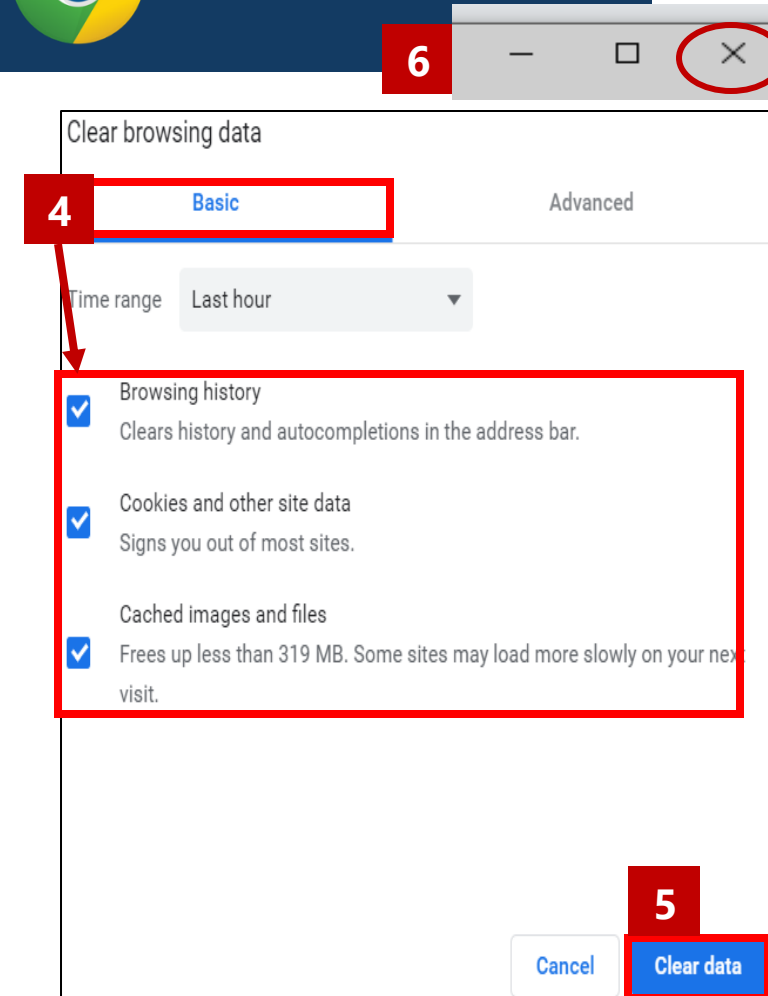 6
Clear browsing data
4
Basic
Advanced
Time range
Last hour
Browsing history
Clears history and autocompletions in the address bar.
Cookies and other site data
Signs you out of most sites.
Cached images and files
Frees up less than 319 MB. Some sites may load more slowly on your next
visit.
5
Cancel
Clear data